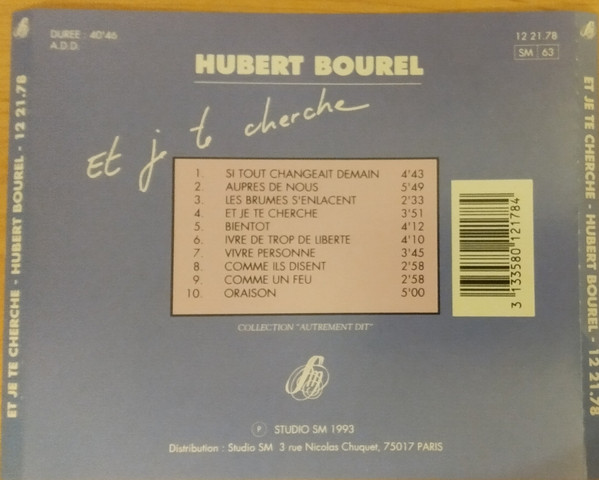 DUREE : 40'46
A.D.D.
12 21.78
SM 63
HUBERT BOUREL
Et je te cherche
1. SI TOUT CHANGEAIT DEMAIN 4'43
2. AUPRES DE NOUS 5'49
3. LES BRUMES S'ENLACENT 2'33
4. ET JE TE CHERCHE 3'51
5. BIENTOT 4'12
6. IVRE DE TROP DE LIBERTE 4'10
7. VIVRE PERSONNE 3'45
8. COMME ILS DISENT 2'58
9. COMME UN FEU 2'58
10. ORAISON 5'00
3 133580 121784
COLLECTION "AUTREMENT DIT"
℗ STUDIO SM 1993
Distribution : Studio SM 3 rue Nicolas Chuquet, 75017 PARIS
ET JE TE CHERCHE - HUBERT BOUREL - 12 21.78
ET JE TE CHERCHE - HUBERT BOUREL - 12 21.78